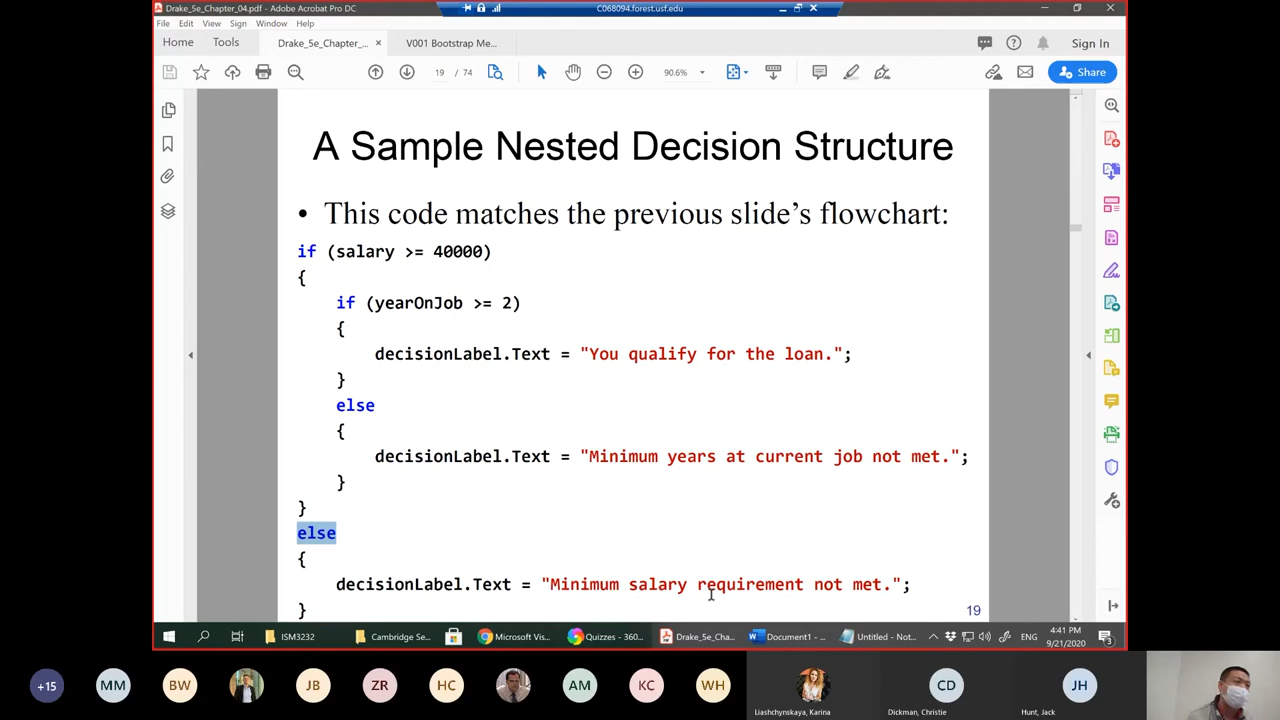 Drake_5e_Chapter_04.pdf - Adobe Acrobat Pro DC
C068094.forest.usf.edu
File Edit View Sign Window Help
Home Tools Drake_5e_Chapter_... × V001 Bootstrap Me... Sign In
19 / 74 90.6% Share
A Sample Nested Decision Structure
• This code matches the previous slide’s flowchart:
if (salary >= 40000)
{
if (yearOnJob >= 2)
{
decisionLabel.Text = "You qualify for the loan.";
}
else
{
decisionLabel.Text = "Minimum years at current job not met.";
}
}
else
{
decisionLabel.Text = "Minimum salary requirement not met.";
}
19
ISM3232 Cambridge Se... Microsoft Vis... Quizzes - 360... Drake_5e_Cha... Document1 - ... Untitled - Not... ENG 4:41 PM
9/21/2020 3
+15 MM BW JB ZR HC AM KC WH CD JH
Liashchynskaya, Karina Dickman, Christie Hunt, Jack